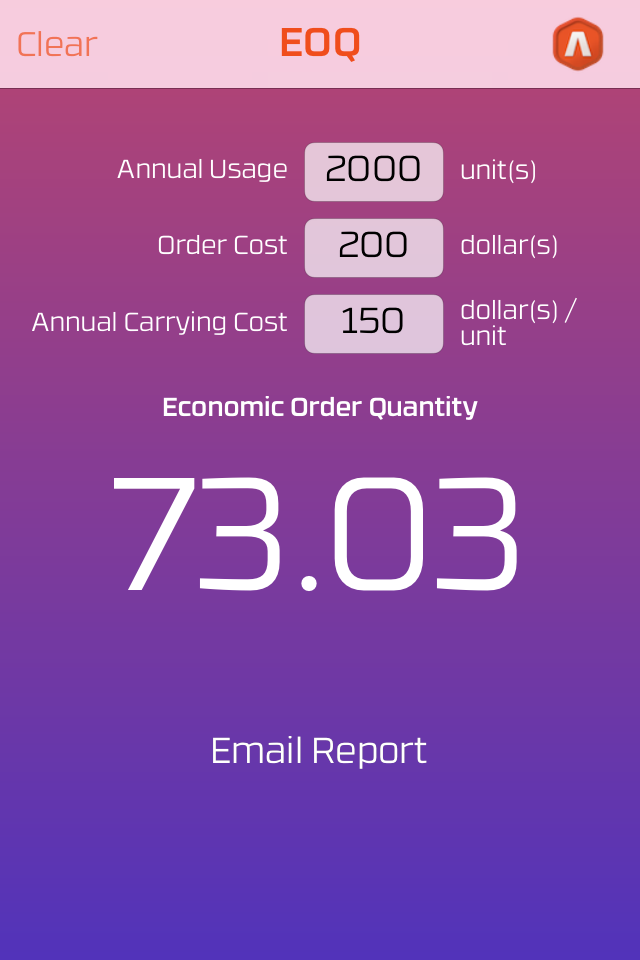 Clear EOQ
Annual Usage 2000 unit(s)
Order Cost 200 dollar(s)
Annual Carrying Cost 150 dollar(s) /
unit
Economic Order Quantity
73.03
Email Report